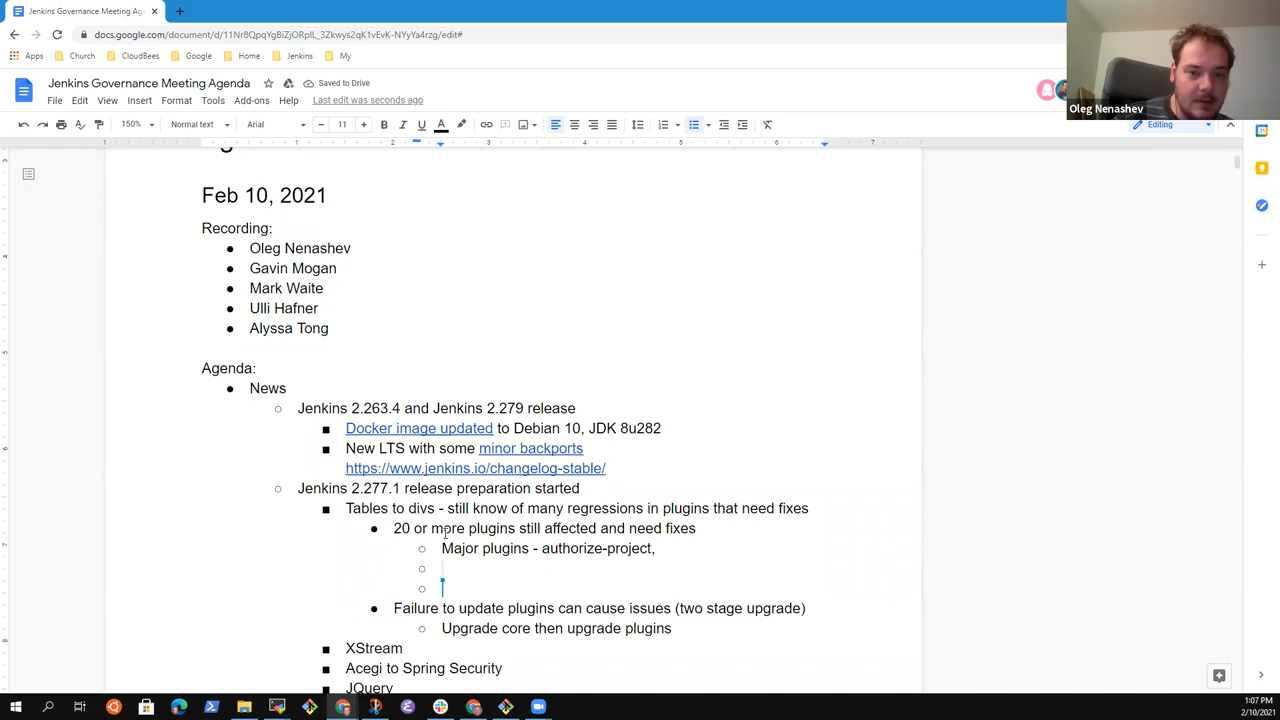 Jenkins Governance Meeting Age
docs.google.com/document/d/11Nr8QpqYgBiZjORplL_3Zkwys2qK1vEvK-NYyYa4rzg/edit#
Apps Church CloudBees Google Home Jenkins My
Jenkins Governance Meeting Agenda Saved to Drive
File Edit View Insert Format Tools Add-ons Help Last edit was seconds ago
Oleg Nenashev
150% Normal text Arial 11 Editing
Feb 10, 2021
Recording:
Oleg Nenashev
Gavin Mogan
Mark Waite
Ulli Hafner
Alyssa Tong
Agenda:
News
Jenkins 2.263.4 and Jenkins 2.279 release
Docker image updated to Debian 10, JDK 8u282
New LTS with some minor backports
https://www.jenkins.io/changelog-stable/
Jenkins 2.277.1 release preparation started
Tables to divs - still know of many regressions in plugins that need fixes
20 or more plugins still affected and need fixes
Major plugins - authorize-project,
Failure to update plugins can cause issues (two stage upgrade)
Upgrade core then upgrade plugins
XStream
Acegi to Spring Security
JQuery
1:07 PM
2/10/2021